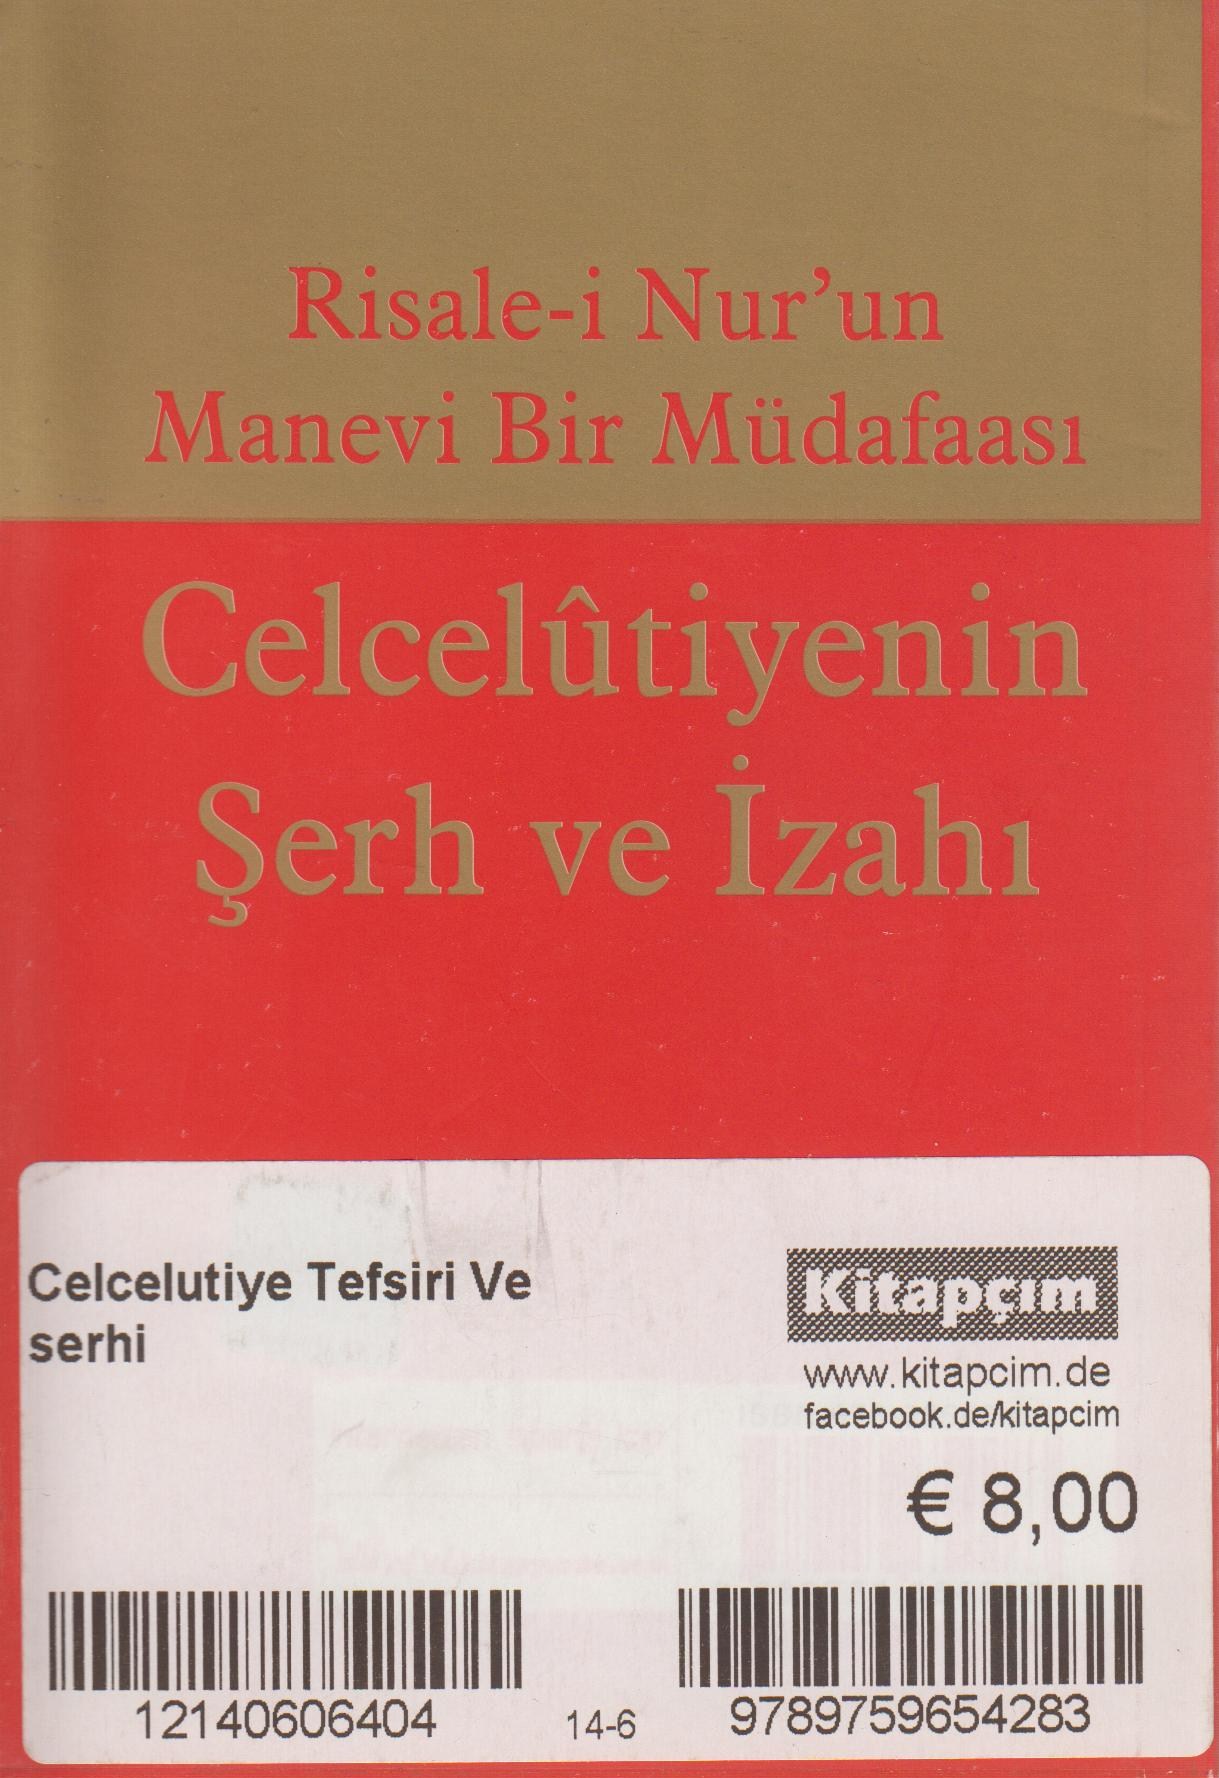 Risale-i Nur'un
Manevi Bir Müdafaası
Celcelûtiyenin
Şerh ve İzahı
Celcelutiye Tefsiri Ve
serhi
Kitapçım
www.kitapcim.de
facebook.de/kitapcim
€ 8,00
12140606404
14-6
9789759654283